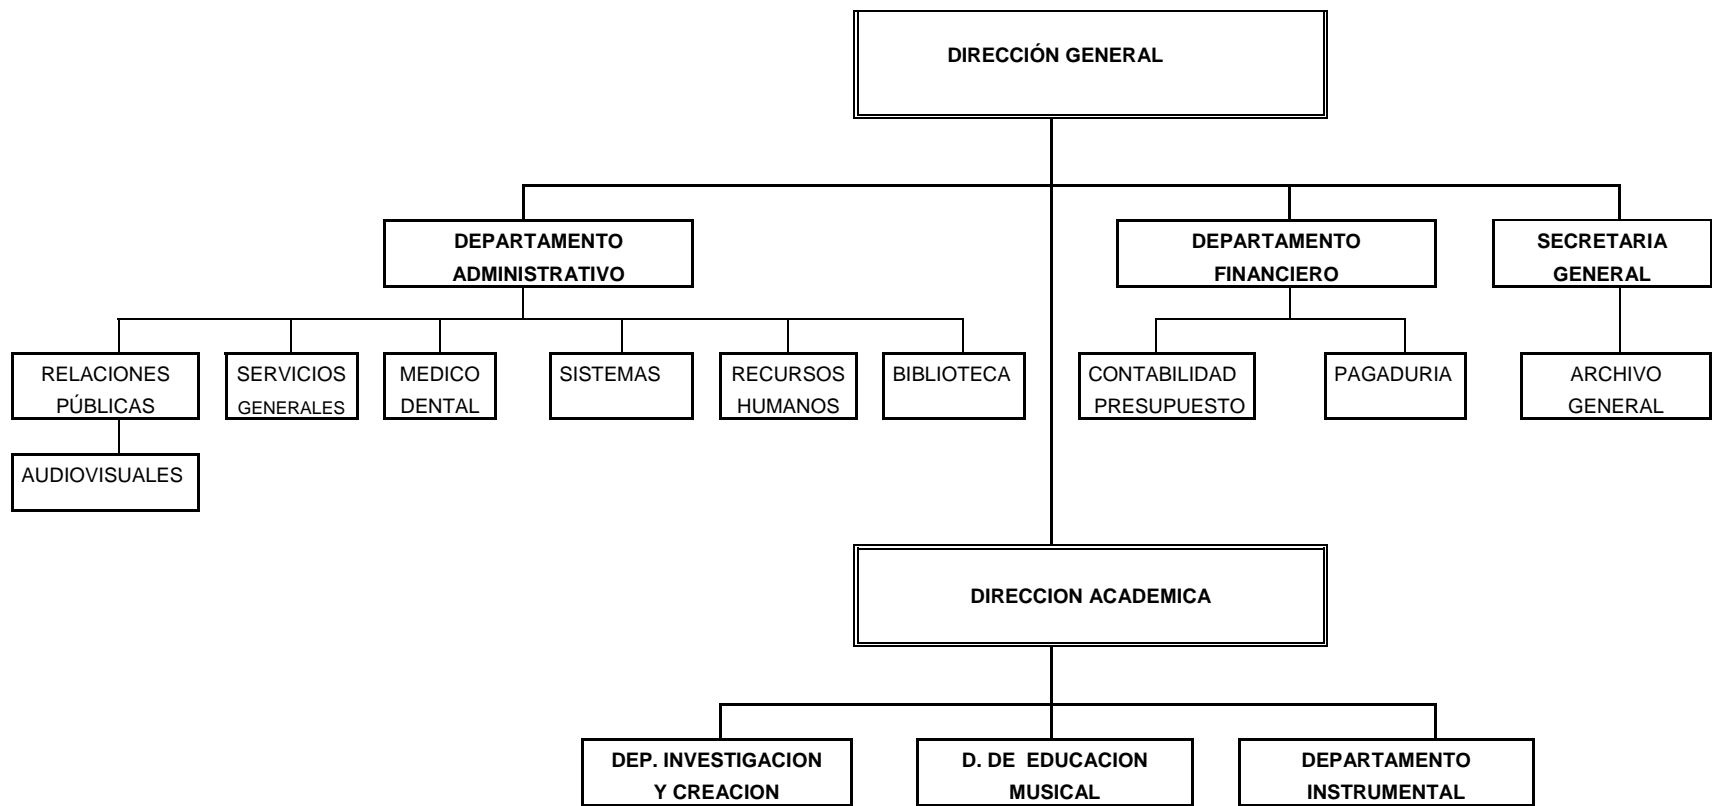 DIRECCIÓN GENERAL
DEPARTAMENTO
ADMINISTRATIVO
DEPARTAMENTO
FINANCIERO
SECRETARIA
GENERAL
RELACIONES
PÚBLICAS
SERVICIOS
GENERALES
MEDICO
DENTAL
SISTEMAS
RECURSOS
HUMANOS
BIBLIOTECA
CONTABILIDAD
PRESUPUESTO
PAGADURIA
ARCHIVO
GENERAL
AUDIOVISUALES
DIRECCION ACADEMICA
DEP. INVESTIGACION
Y CREACION
D. DE EDUCACION
MUSICAL
DEPARTAMENTO
INSTRUMENTAL